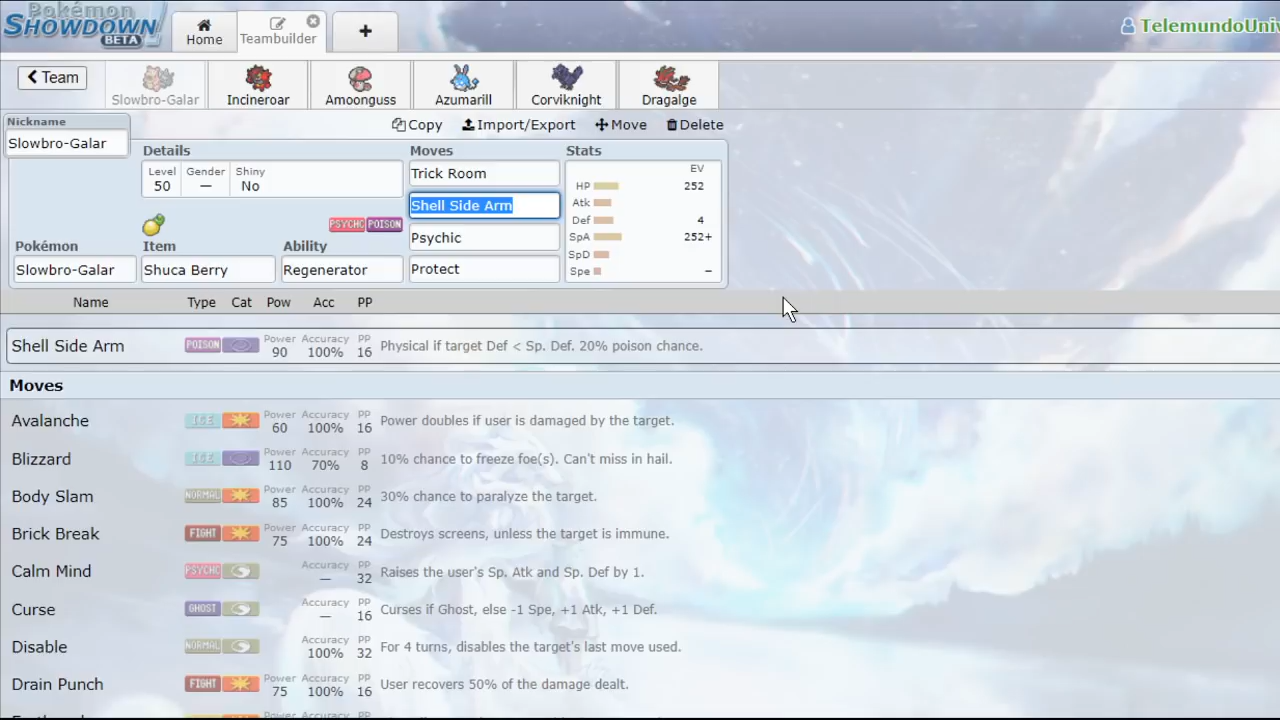 Pokémon
SHOWDOWN
BETA
Home
Teambuilder
+
TelemundoUniv
Team
Slowbro-Galar
Incineroar
Amoonguss
Azumarill
Corviknight
Dragalge
Copy Import/Export Move Delete
Nickname
Slowbro-Galar
Details
Level Gender Shiny
50 — No
PSYCHC POISON
Pokémon Item Ability
Slowbro-Galar Shuca Berry Regenerator
Moves
Trick Room
Shell Side Arm
Psychic
Protect
Stats
EV
HP 252
Atk
Def 4
SpA 252+
SpD
Spe –
Name Type Cat Pow Acc PP
Shell Side Arm POISON Power 90 100% PP 16 Physical if target Def < Sp. Def. 20% poison chance.
Moves
Avalanche ICE Power 60 Accuracy 100% PP 16 Power doubles if user is damaged by the target.
Blizzard ICE Power 110 Accuracy 70% PP 8 10% chance to freeze foe(s). Can't miss in hail.
Body Slam NORMAL Power 85 Accuracy 100% PP 24 30% chance to paralyze the target.
Brick Break FIGHT Power 75 Accuracy 100% PP 24 Destroys screens, unless the target is immune.
Calm Mind PSYCHC Accuracy — PP 32 Raises the user's Sp. Atk and Sp. Def by 1.
Curse GHOST Accuracy — PP 16 Curses if Ghost, else -1 Spe, +1 Atk, +1 Def.
Disable NORMAL Accuracy 100% PP 32 For 4 turns, disables the target's last move used.
Drain Punch FIGHT Power 75 Accuracy 100% PP 16 User recovers 50% of the damage dealt.
Power Accuracy PP